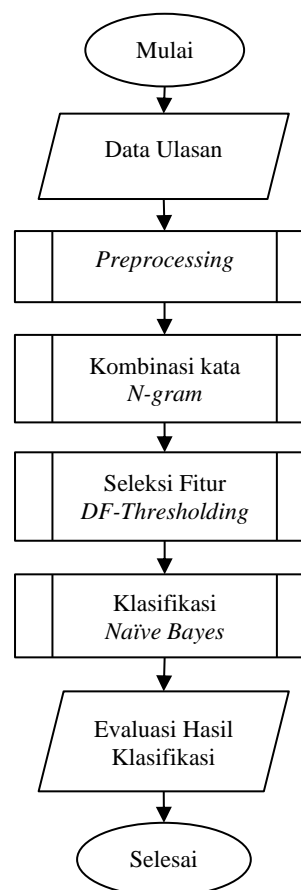 Mulai
Data Ulasan
Preprocessing
Kombinasi kata
N-gram
Seleksi Fitur
DF-Thresholding
Klasifikasi
Naïve Bayes
Evaluasi Hasil
Klasifikasi
Selesai